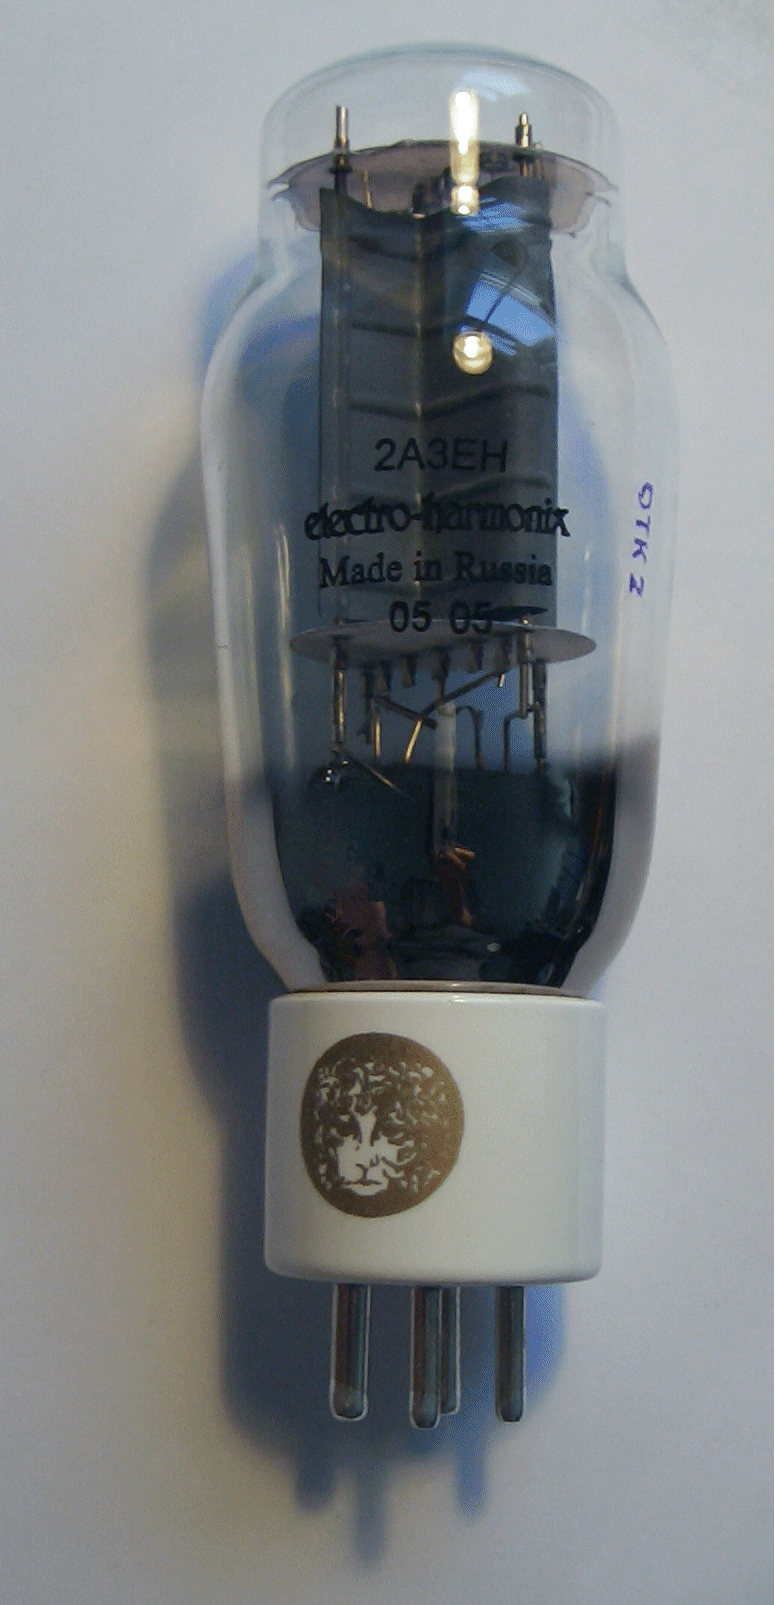 2A3EH
electro-harmonix
Made in Russia
05 05
OTK 2